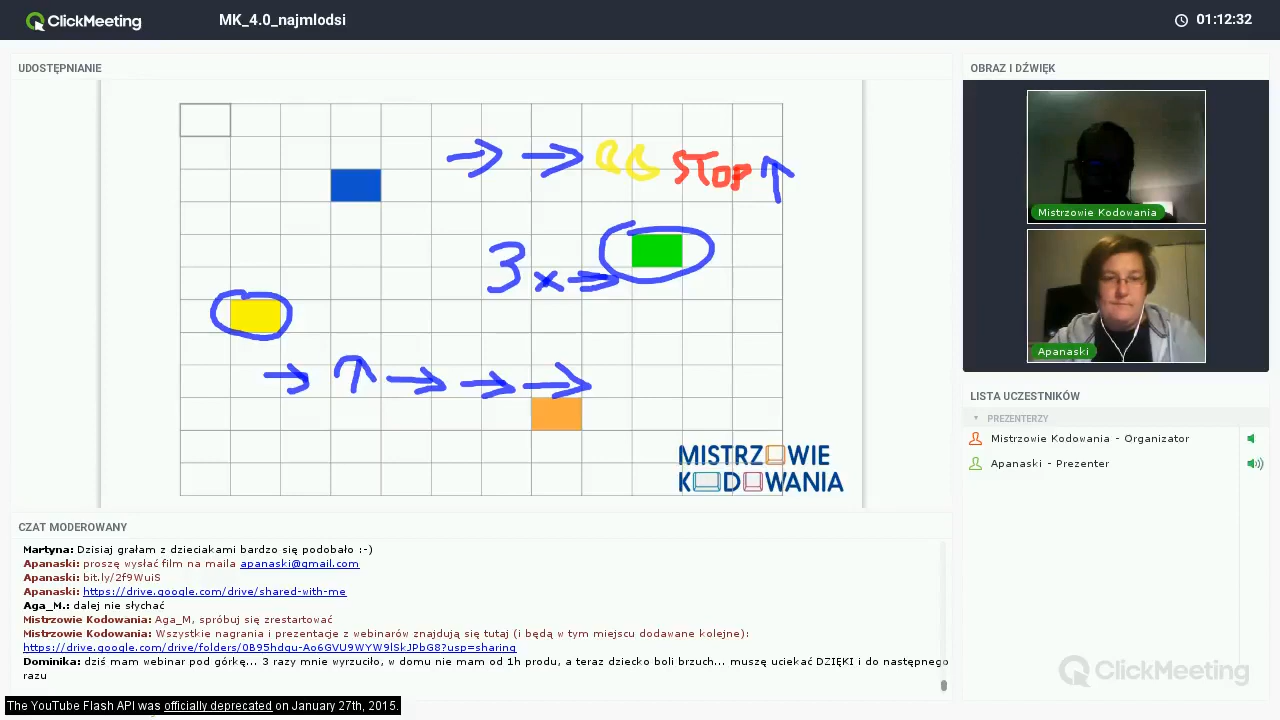 ClickMeeting
MK_4.0_najmlodsi
01:12:32
UDOSTĘPNIANIE
OBRAZ I DŹWIĘK
STOP
3x
MISTRZOWIE
KODOWANIA
Mistrzowie Kodowania
Apanaski
LISTA UCZESTNIKÓW
PREZENTERZY
Mistrzowie Kodowania - Organizator
Apanaski - Prezenter
CZAT MODEROWANY
Martyna: Dzisiaj grałam z dzieciakami bardzo się podobało :-)
Apanaski: proszę wysłać film na maila apanaski@gmail.com
Apanaski: bit.ly/2f9WuiS
Apanaski: https://drive.google.com/drive/shared-with-me
Aga_M.: dalej nie słychać
Mistrzowie Kodowania: Aga_M, spróbuj się zrestartować
Mistrzowie Kodowania: Wszystkie nagrania i prezentacje z webinarów znajdują się tutaj (i będą w tym miejscu dodawane kolejne):
https://drive.google.com/drive/folders/0B95hdqu-Ao6GVU9WYW9lSkJPbG8?usp=sharing
Dominika: dziś mam webinar pod górkę... 3 razy mnie wyrzuciło, w domu nie mam od 1h prądu, a teraz dziecko boli brzuch... muszę uciekać DZIĘKI i do następnego
razu
ClickMeeting
The YouTube Flash API was officially deprecated on January 27th, 2015.